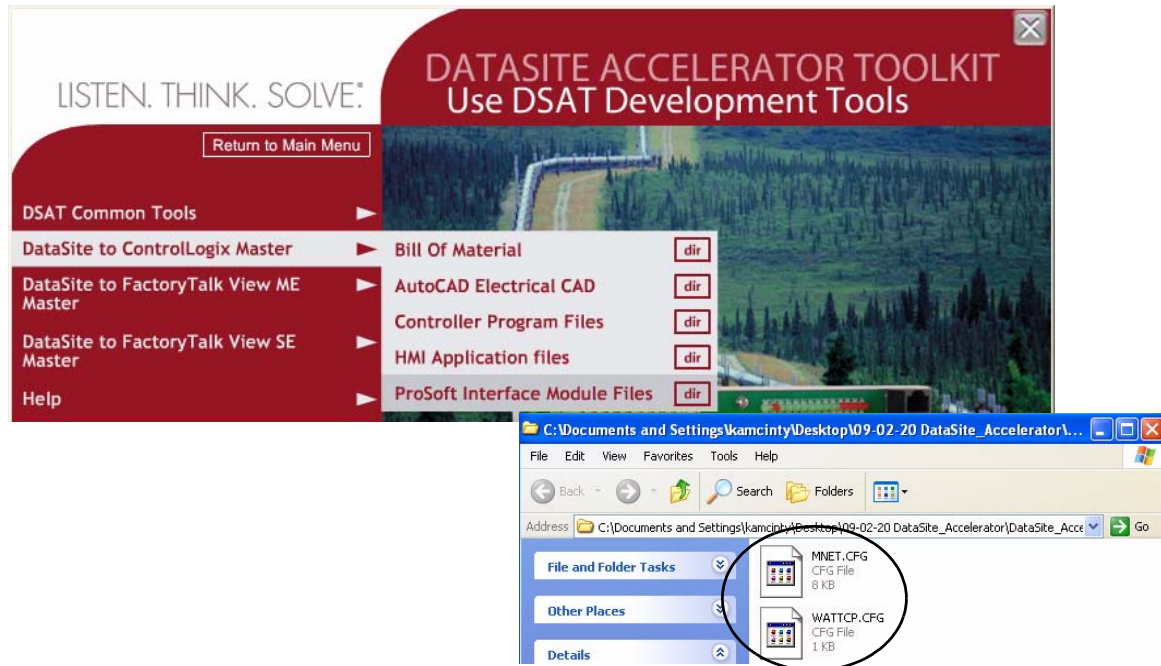 LISTEN. THINK. SOLVE.
DATASITE ACCELERATOR TOOLKIT
Use DSAT Development Tools
Return to Main Menu
DSAT Common Tools
DataSite to ControlLogix Master
DataSite to FactoryTalk View ME
Master
DataSite to FactoryTalk View SE
Master
Help
Bill Of Material dir
AutoCAD Electrical CAD dir
Controller Program Files dir
HMI Application files dir
ProSoft Interface Module Files dir
C:\Documents and Settings\kamcinty\Desktop\09-02-20 DataSite_Accelerator\...
File Edit View Favorites Tools Help
Back Search Folders
Address C:\Documents and Settings\kamcinty\Desktop\09-02-20 DataSite_Accelerator\DataSite_Acce Go
File and Folder Tasks
Other Places
Details
MNET.CFG
CFG File
8 KB
WATTCP.CFG
CFG File
1 KB